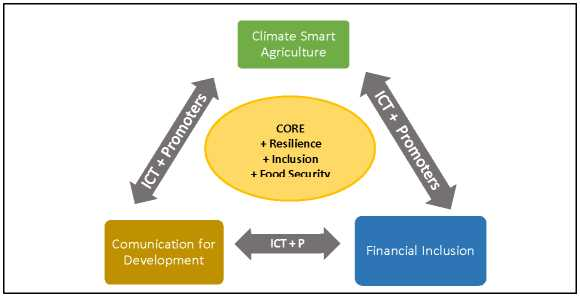 Climate Smart
Agriculture
ICT + Promoters
ICT + Promoters
CORE
+ Resilience
+ Inclusion
+ Food Security
Comunication for
Development
ICT + P
Financial Inclusion